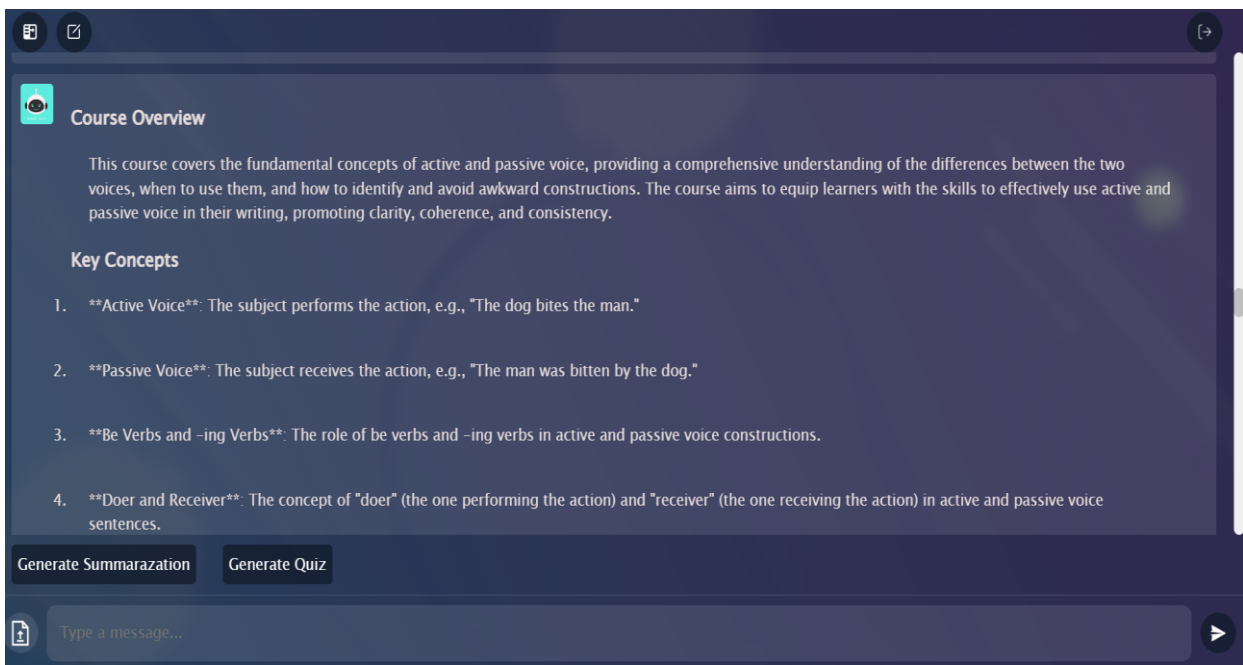 Course Overview
This course covers the fundamental concepts of active and passive voice, providing a comprehensive understanding of the differences between the two
voices, when to use them, and how to identify and avoid awkward constructions. The course aims to equip learners with the skills to effectively use active and
passive voice in their writing, promoting clarity, coherence, and consistency.
Key Concepts
1. **Active Voice**: The subject performs the action, e.g., "The dog bites the man."
2. **Passive Voice**: The subject receives the action, e.g., "The man was bitten by the dog."
3. **Be Verbs and -ing Verbs**: The role of be verbs and -ing verbs in active and passive voice constructions.
4. **Doer and Receiver**: The concept of "doer" (the one performing the action) and "receiver" (the one receiving the action) in active and passive voice
sentences.
Generate Summarazation Generate Quiz
Type a message...